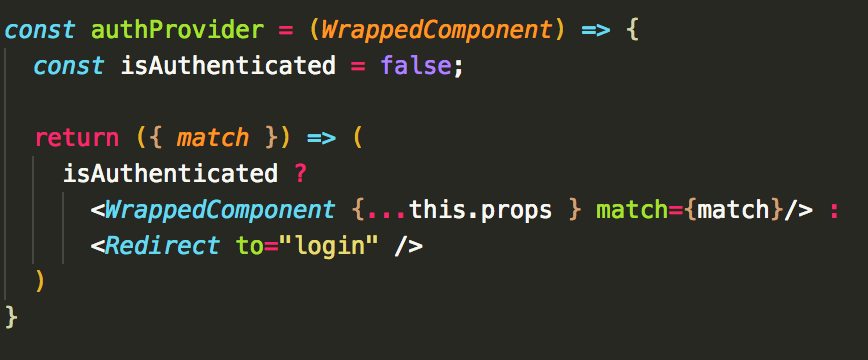 const authProvider = (WrappedComponent) => {
  const isAuthenticated = false;
  return ({ match }) => (
    isAuthenticated ?
      <WrappedComponent {...this.props } match={match}/> :
      <Redirect to="login" />
  )
}